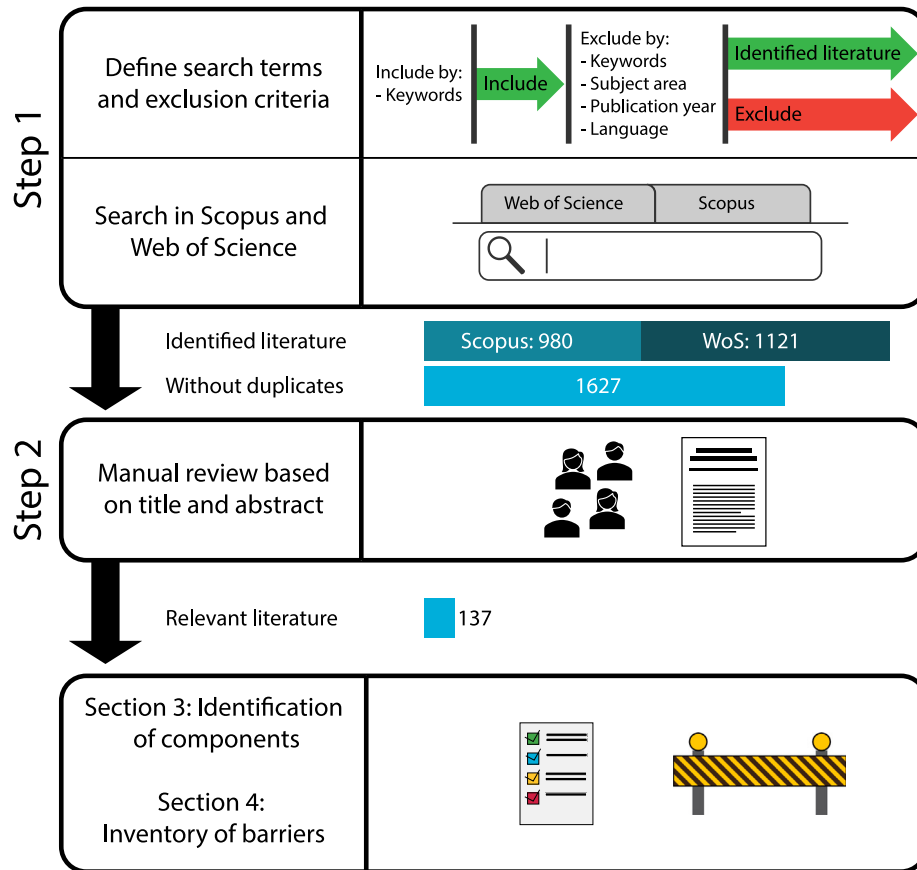 Step 1
Define search terms
and exclusion criteria
Include by:
- Keywords
Include
Exclude by:
- Keywords
- Subject area
- Publication year
- Language
Identified literature
Exclude
Search in Scopus and
Web of Science
Web of Science
Scopus
Identified literature
Scopus: 980
WoS: 1121
Without duplicates
1627
Step 2
Manual review based
on title and abstract
Relevant literature
137
Section 3: Identification
of components
Section 4:
Inventory of barriers